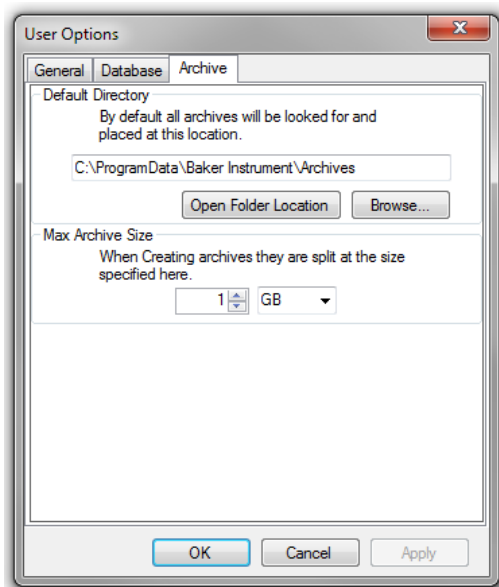 User Options
General Database Archive
Default Directory
By default all archives will be looked for and
placed at this location.
C:\ProgramData\Baker Instrument\Archives
Open Folder Location Browse...
Max Archive Size
When Creating archives they are split at the size
specified here.
1 GB
OK Cancel Apply